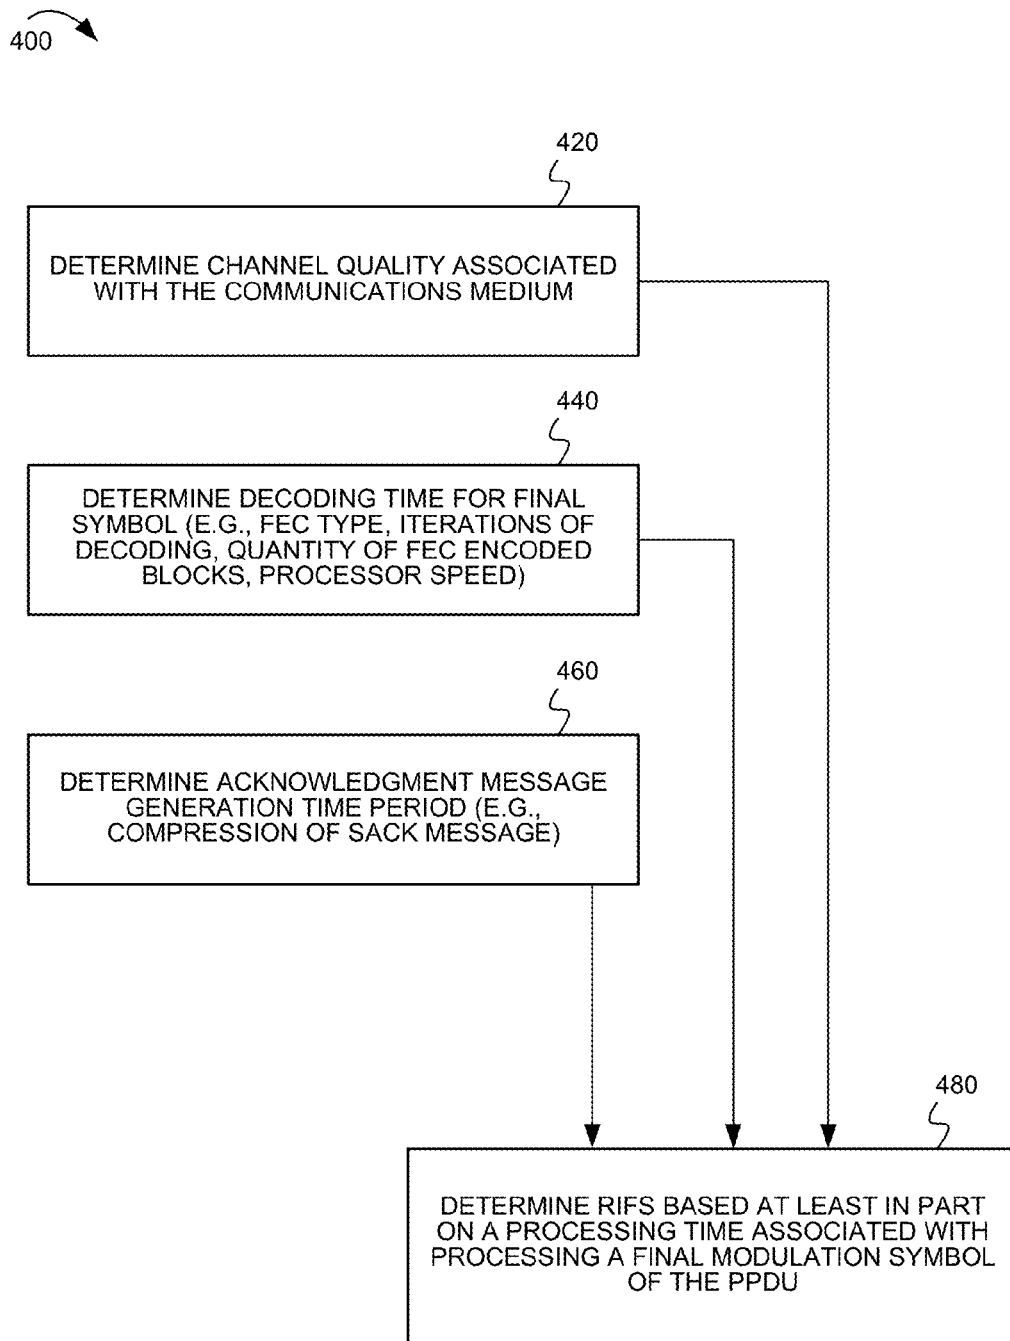 400
420
DETERMINE CHANNEL QUALITY ASSOCIATED
WITH THE COMMUNICATIONS MEDIUM
440
DETERMINE DECODING TIME FOR FINAL
SYMBOL (E.G., FEC TYPE, ITERATIONS OF
DECODING, QUANTITY OF FEC ENCODED
BLOCKS, PROCESSOR SPEED)
460
DETERMINE ACKNOWLEDGMENT MESSAGE
GENERATION TIME PERIOD (E.G.,
COMPRESSION OF SACK MESSAGE)
480
DETERMINE RIFS BASED AT LEAST IN PART
ON A PROCESSING TIME ASSOCIATED WITH
PROCESSING A FINAL MODULATION SYMBOL
OF THE PPDU